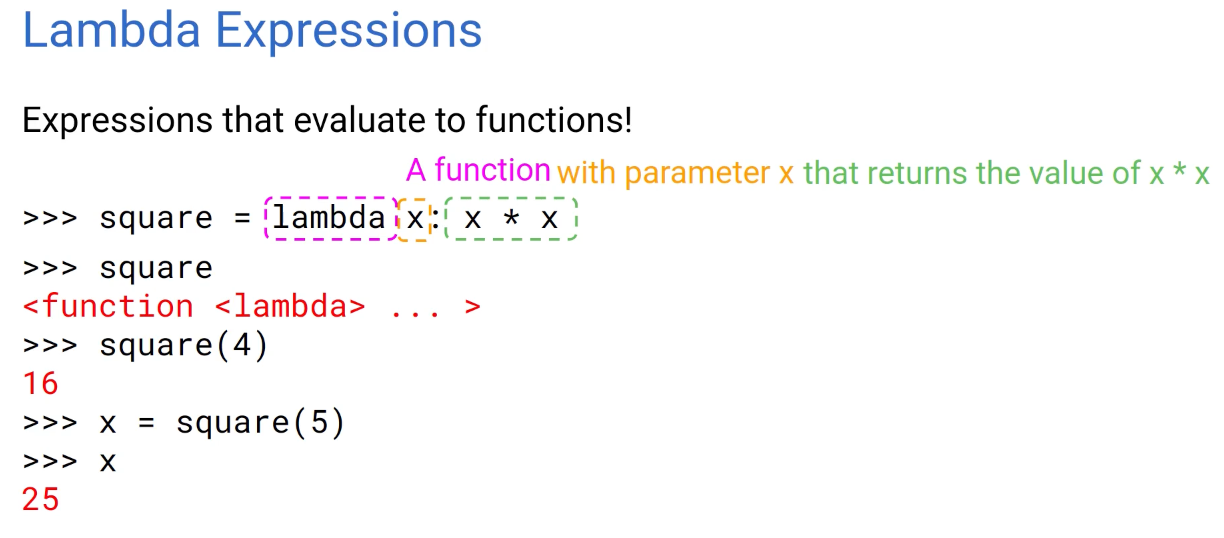 Lambda Expressions
Expressions that evaluate to functions!
A function with parameter x that returns the value of x * x
>>> square = lambda x: x * x
>>> square
<function <lambda> ... >
>>> square(4)
16
>>> x = square(5)
>>> x
25